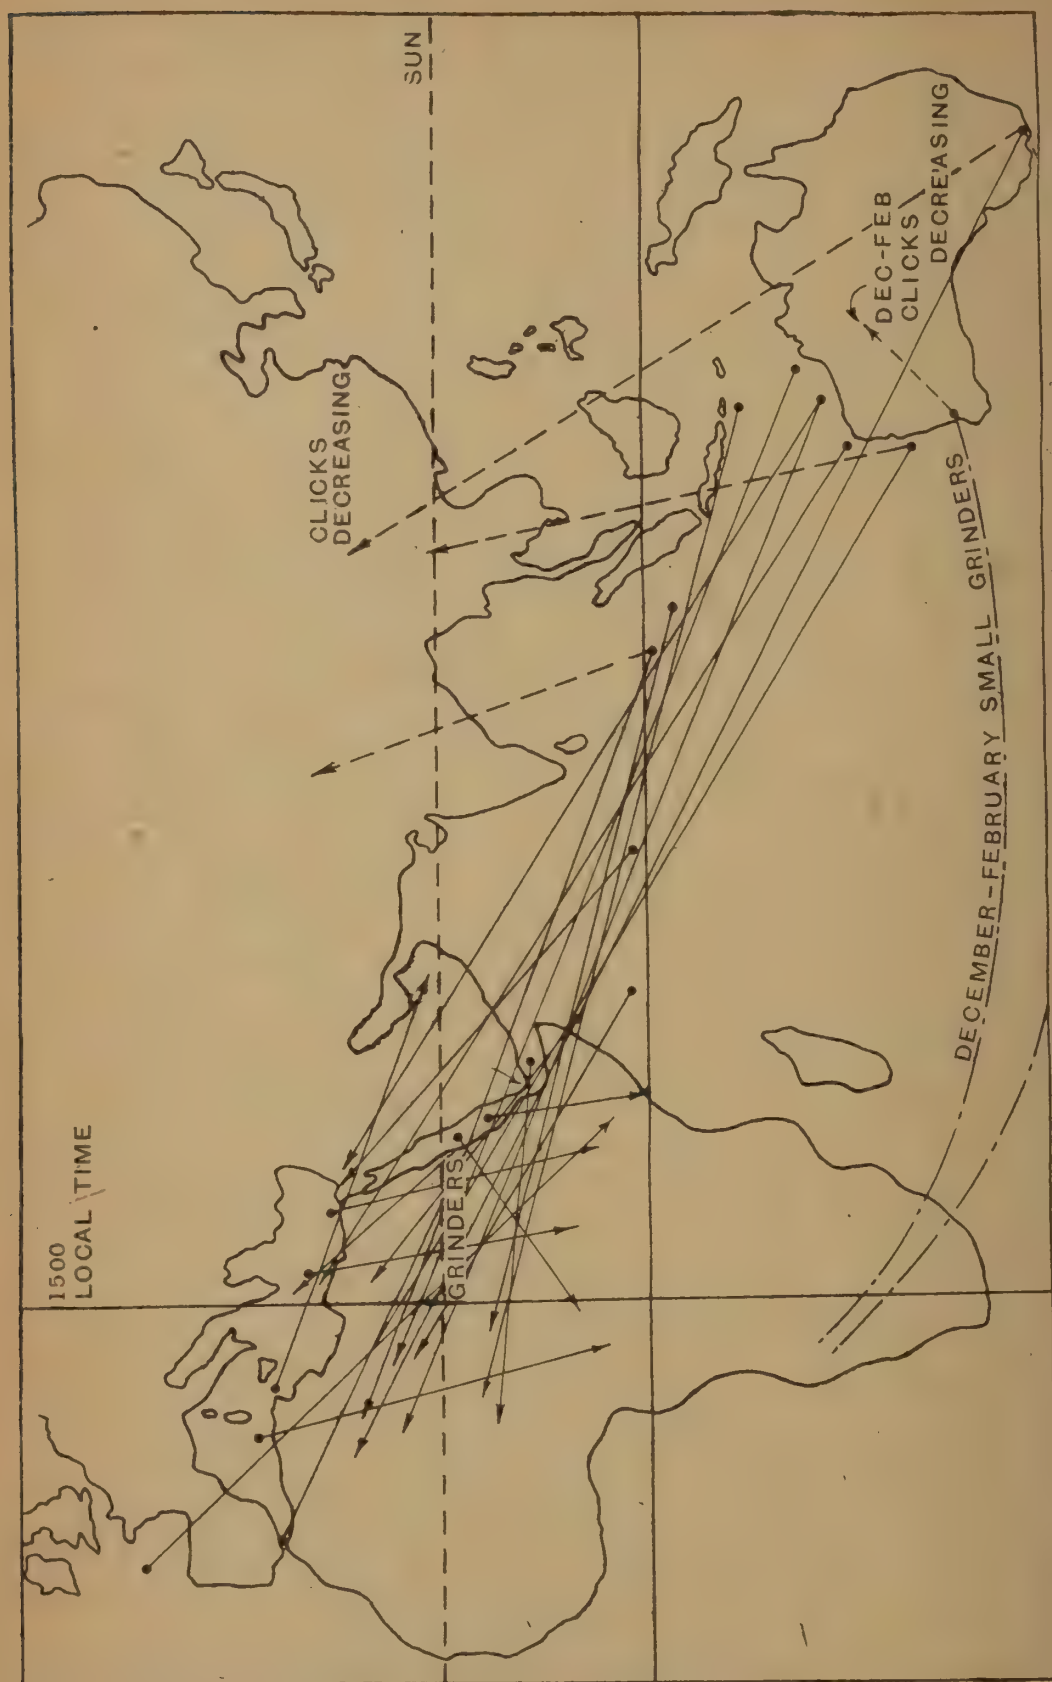 SUN
1500
LOCAL TIME
CLICKS
DECREASING
DEC-FEB
CLICKS
DECREASING
GRINDERS
DECEMBER-FEBRUARY SMALL GRINDERS